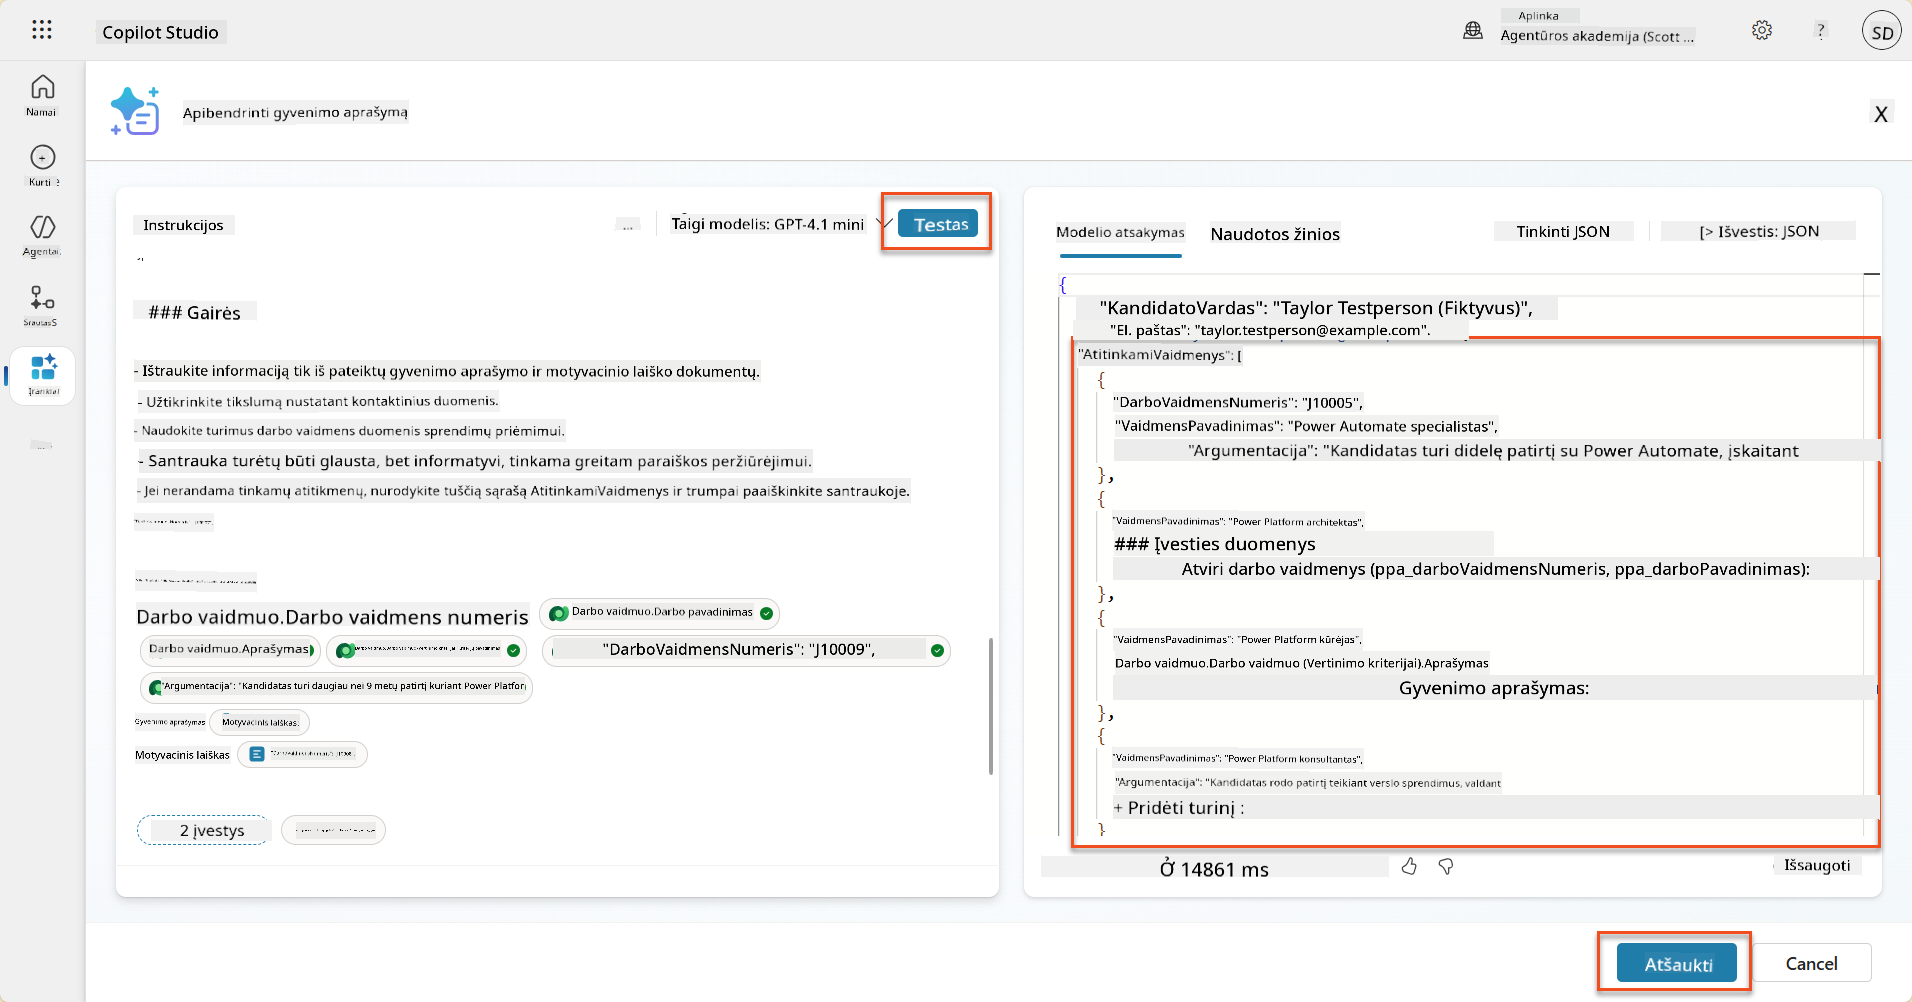 Copilot Studio
Aplinka
Agentūros akademija (Scott ...
?
SD
Namai
Kurti
Agentai
Srautas
Įrankiai
...
Apibendrinti gyvenimo aprašymą
X
Instrukcijos
...
Taigi modelis: GPT-4.1 mini
Testas
### Gairės
- Ištraukite informaciją tik iš pateiktų gyvenimo aprašymo ir motyvacinio laiško dokumentų.
- Užtikrinkite tikslumą nustatant kontaktinius duomenis.
- Naudokite turimus darbo vaidmens duomenis sprendimų priėmimui.
- Santrauka turėtų būti glausta, bet informatyvi, tinkama greitam paraiškos peržiūrėjimui.
- Jei nerandama tinkamų atitikmenų, nurodykite tuščią sąrašą AtitinkamiVaidmenys ir trumpai paaiškinkite santraukoje.
Darbo vaidmuo.Darbo vaidmens numeris
Darbo vaidmuo.Darbo pavadinimas
Darbo vaidmuo.Aprašymas
"DarboVaidmensNumeris": "J10009",
"Argumentacija": "Kandidatas turi daugiau nei 9 metų patirtį kuriant Power Platfor
Gyvenimo aprašymas
Motyvacinis laiškas:
Motyvacinis laiškas
2 įvestys
Modelio atsakymas
Naudotos žinios
Tinkinti JSON
[> Išvestis: JSON
{
"KandidatoVardas": "Taylor Testperson (Fiktyvus)",
"El. paštas": "taylor.testperson@example.com".
"AtitinkamiVaidmenys": [
{
"DarboVaidmensNumeris": "J10005",
"VaidmensPavadinimas": "Power Automate specialistas",
"Argumentacija": "Kandidatas turi didelę patirtį su Power Automate, įskaitant
},
{
"VaidmensPavadinimas": "Power Platform architektas",
### Įvesties duomenys
Atviri darbo vaidmenys (ppa_darboVaidmensNumeris, ppa_darboPavadinimas):
},
{
"VaidmensPavadinimas": "Power Platform kūrėjas",
Darbo vaidmuo.Darbo vaidmuo (Vertinimo kriterijai).Aprašymas
Gyvenimo aprašymas:
},
{
"VaidmensPavadinimas": "Power Platform konsultantas",
"Argumentacija": "Kandidatas rodo patirtį teikiant verslo sprendimus, valdant
+ Pridėti turinį :
}
Ở 14861 ms
Išsaugoti
Atšaukti
Cancel